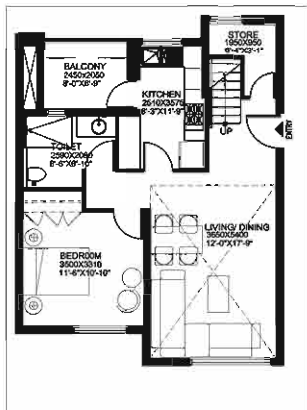 STORE
1950X950
6'-4"X3'-1"
BALCONY
2450x2050
8'-0"X6'-9"
KITCHEN
2510X3570
8'-3"X11'-9"
UP
ENTRY
TOILET
2590X2080
8'-6"X6'-10"
LIVING/ DINING
3650X5400
12'-0"X17'-9"
BEDROOM
3500X3310
11'-6"X10'-10"